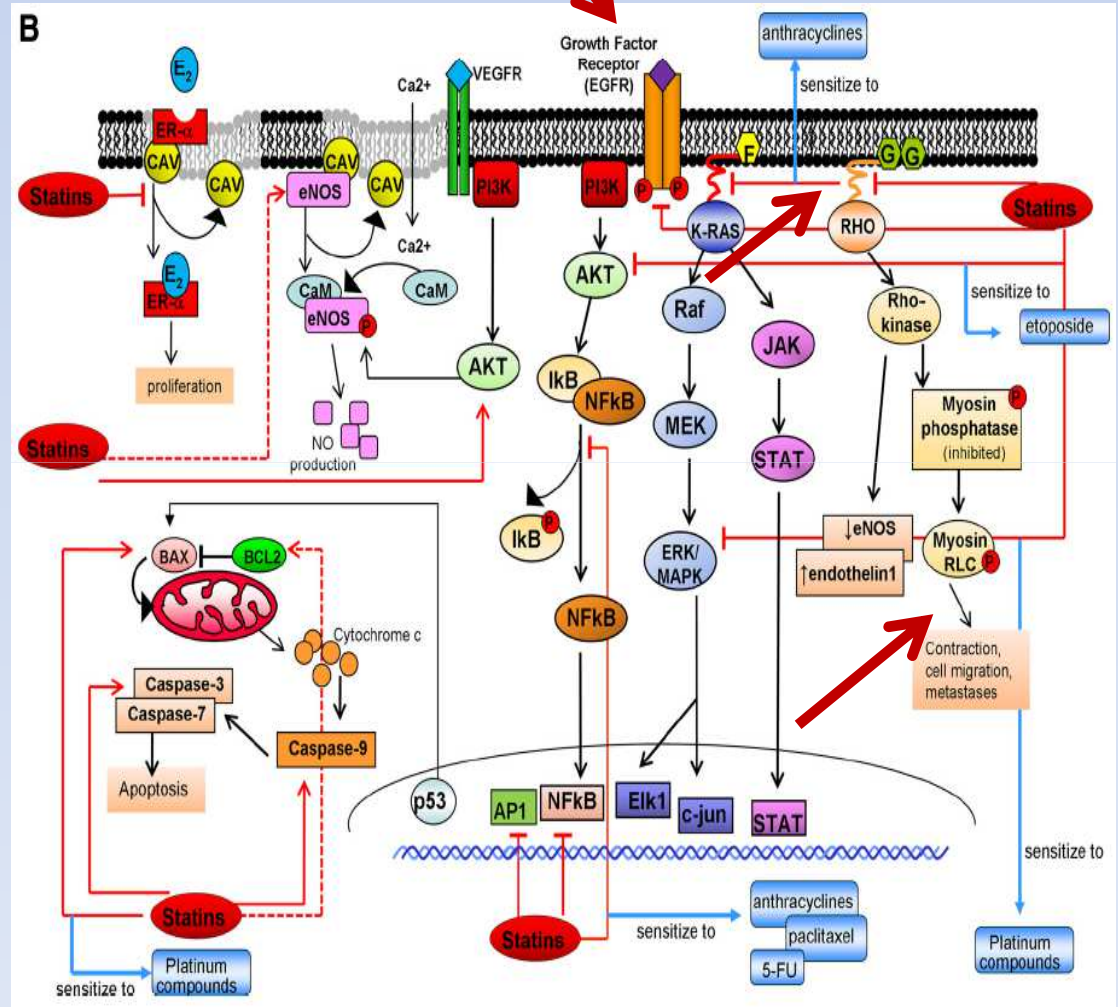 B
anthracyclines
sensitize to
Growth Factor
Receptor
(EGFR)
VEGFR
Ca2+
E2
ER-α
CAV
CAV
CAV
CAV
eNOS
PI3K
PI3K
P
P
F
G
G
Statins
Statins
K-RAS
RHO
Ca2+
CaM
CaM
eNOS
P
E2
ER-α
proliferation
AKT
AKT
Raf
JAK
Rho-
kinase
sensitize to
etoposide
IkB
NFkB
MEK
STAT
Myosin
phosphatase
(inhibited)
P
NO
production
Statins
IkB
P
ERK/
MAPK
↓eNOS
↑endothelin1
Myosin
RLC
P
BAX
BCL2
NFkB
Cytochrome c
Contraction,
cell migration,
metastases
Caspase-3
Caspase-7
Caspase-9
Apoptosis
p53
AP1
NFkB
Elk1
c-jun
STAT
sensitize to
Statins
Statins
sensitize to
anthracyclines
paclitaxel
5-FU
Platinum
compounds
sensitize to
Platinum
compounds